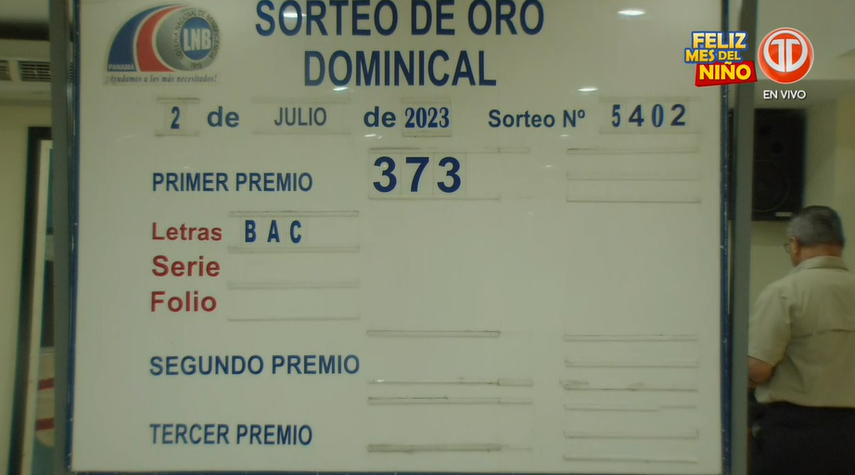 SORTEO DE ORO
DOMINICAL
LNB
PANAMÁ
¡Ayudamos a los más necesitados!
FELIZ
MES DEL
NIÑO
EN VIVO
2 de JULIO de 2023 Sorteo Nº 5402
PRIMER PREMIO 373
Letras BAC
Serie
Folio
SEGUNDO PREMIO
TERCER PREMIO